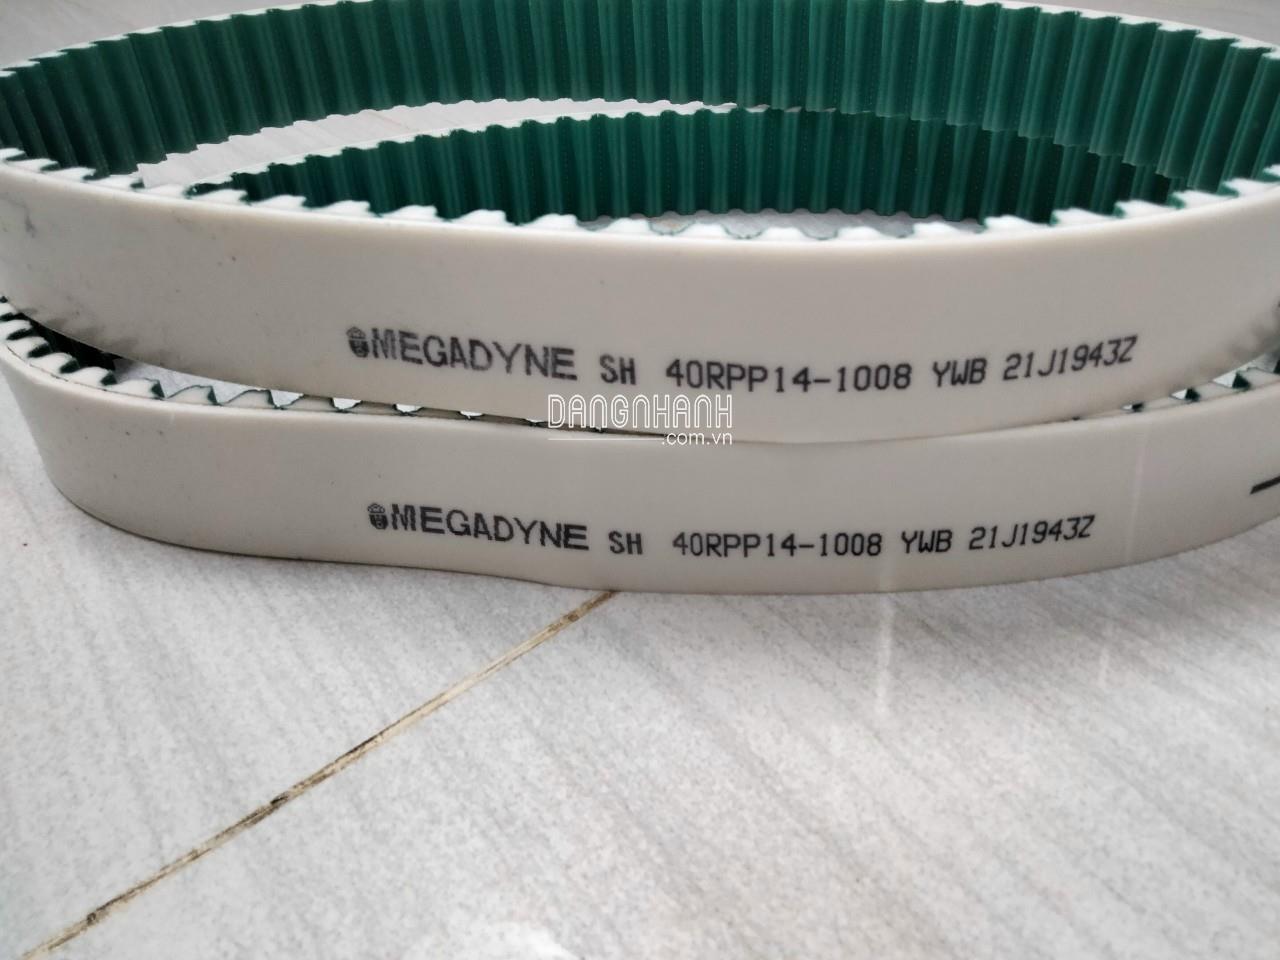 MEGADYNE SH 40RPP14-1008 YWB 21J1943Z
DANGNHANH
.com.vn
MEGADYNE SH 40RPP14-1008 YWB 21J1943Z